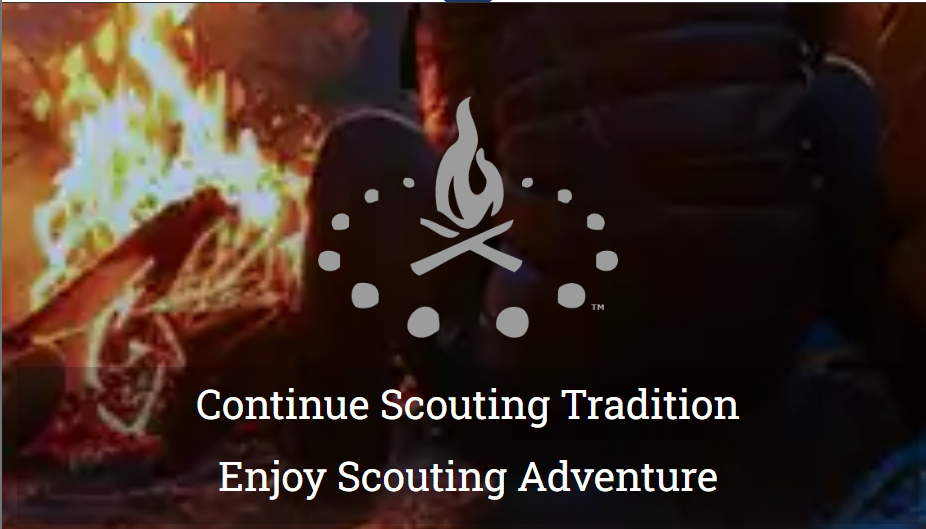 TM
Continue Scouting Tradition
Enjoy Scouting Adventure